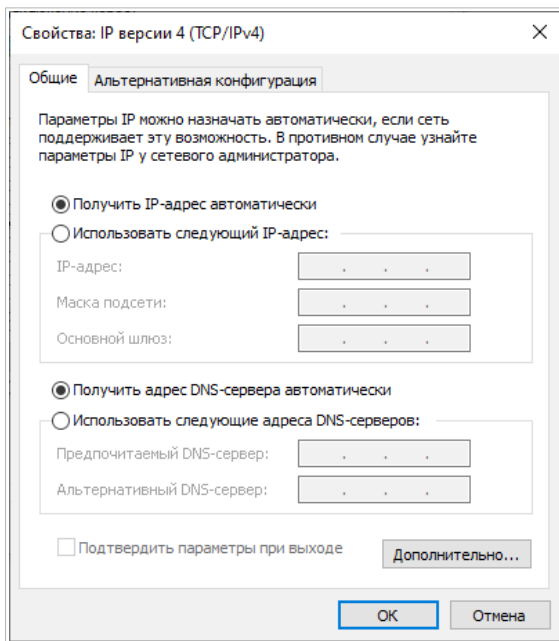 Свойства: IP версии 4 (TCP/IPv4)
Общие
Альтернативная конфигурация
Параметры IP можно назначать автоматически, если сеть
поддерживает эту возможность. В противном случае узнайте
параметры IP у сетевого администратора.
Получить IP-адрес автоматически
Использовать следующий IP-адрес:
IP-адрес:
Маска подсети:
Основной шлюз:
Получить адрес DNS-сервера автоматически
Использовать следующие адреса DNS-серверов:
Предпочитаемый DNS-сервер:
Альтернативный DNS-сервер:
Подтвердить параметры при выходе
Дополнительно...
ОК
Отмена